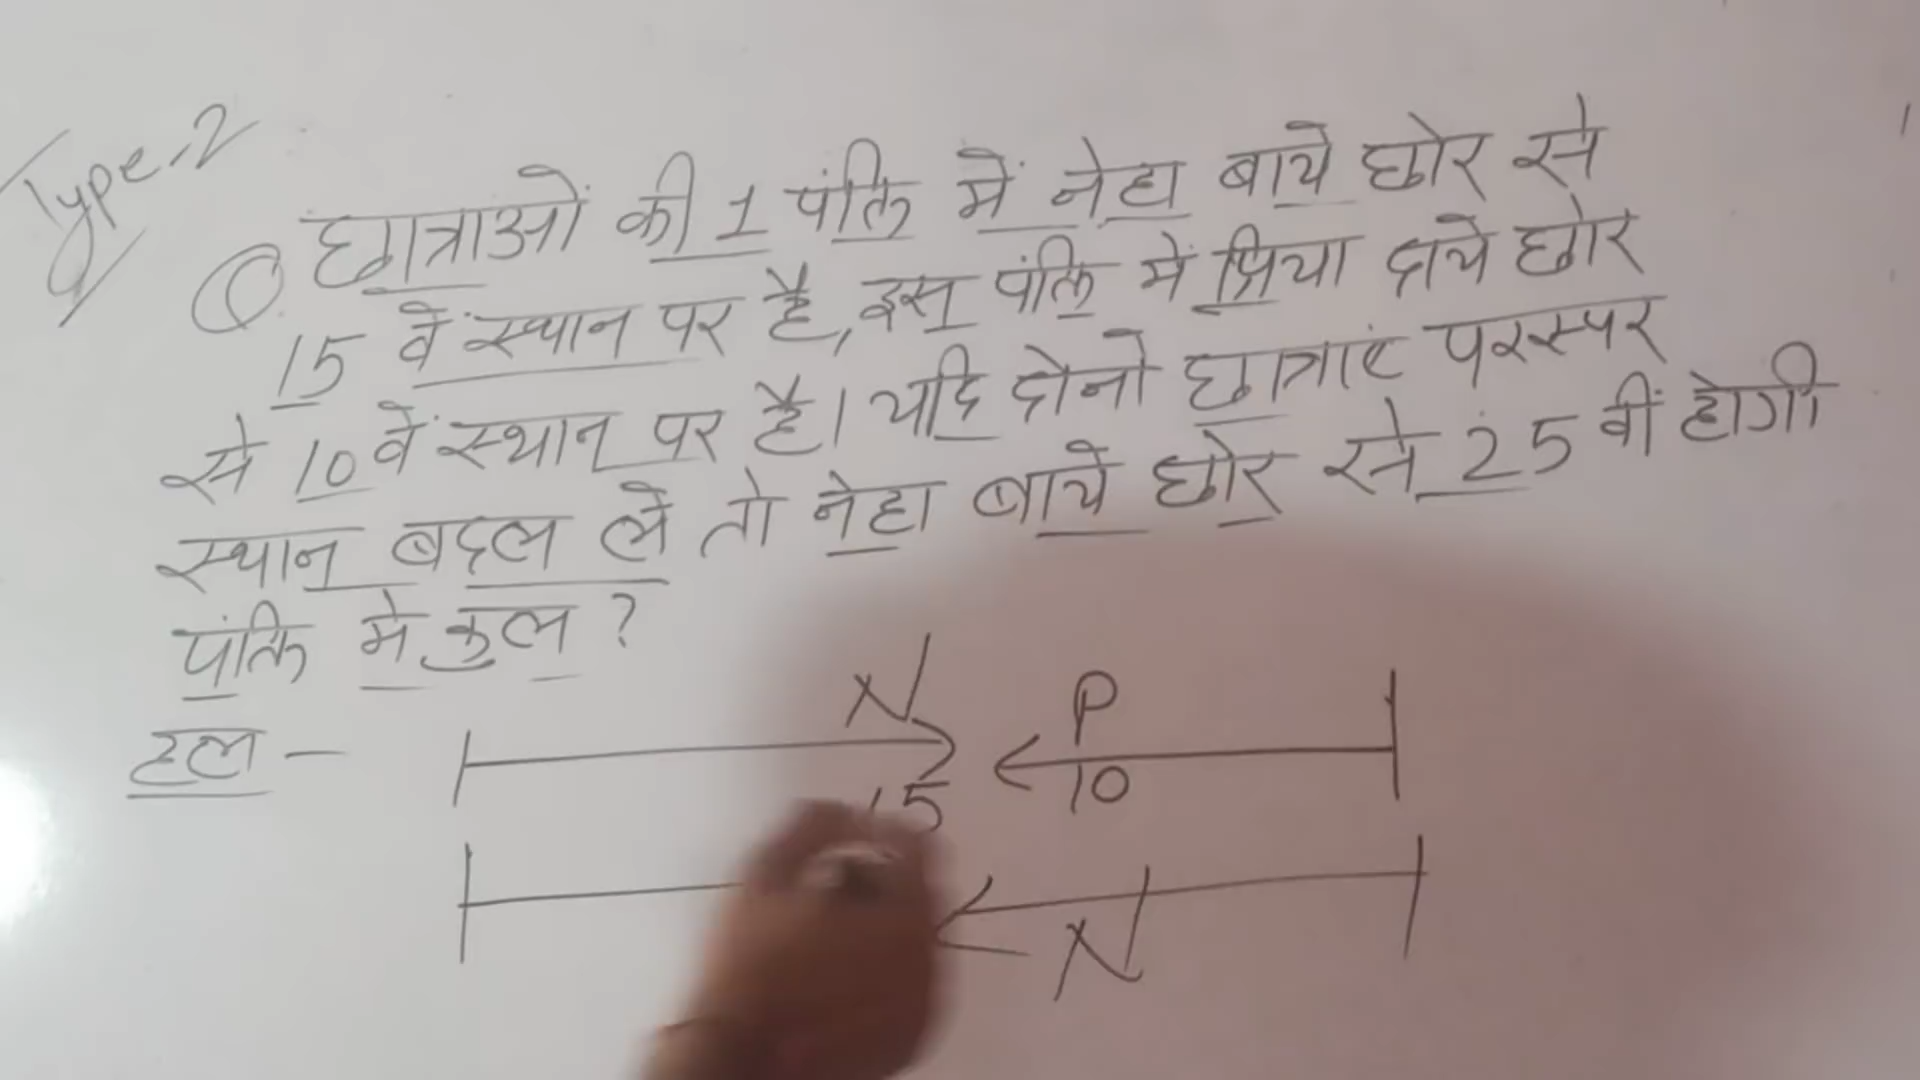 Type-2
Q. छात्राओं की 1 पंक्ति में नेहा बाये छोर से
15 वें स्थान पर है, इस पंक्ति में प्रिया दाये छोर
से 10 वें स्थान पर है। यदि दोनो छात्राएं परस्पर
स्थान बदल ले तो नेहा बाये छोर से 25 वीं होगी
पंक्ति मे कुल ?
हल - N P
15 10
N